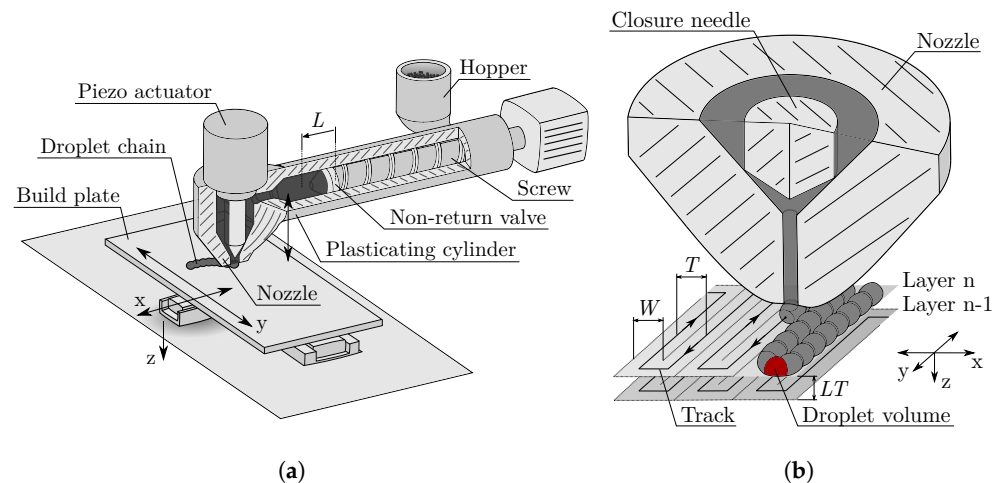 Piezo actuator
Droplet chain
Build plate
L
Hopper
Screw
Non-return valve
Plasticating cylinder
Nozzle
x
y
z
(a)
Closure needle
Nozzle
T
W
Layer n
Layer n-1
x
y
z
LT
Track
Droplet volume
(b)